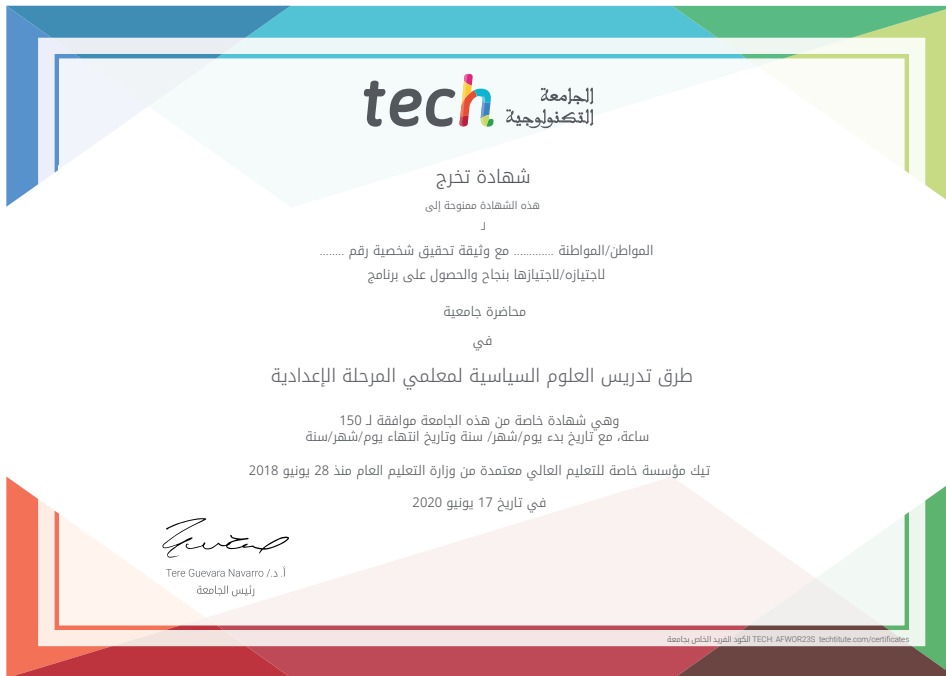 tech الجامعة
التكنولوجية
شهادة تخرج
هذه الشهادة ممنوحة إلى
لـ
المواطن/المواطنة ............ مع وثيقة تحقيق شخصية رقم ........
لاجتيازه/لاجتيازها بنجاح والحصول على برنامج
محاضرة جامعية
في
طرق تدريس العلوم السياسية لمعلمي المرحلة الإعدادية
وهي شهادة خاصة من هذه الجامعة موافقة لـ 150
ساعة، مع تاريخ بدء يوم/شهر/ سنة وتاريخ انتهاء يوم/شهر/سنة
تيك مؤسسة خاصة للتعليم العالي معتمدة من وزارة التعليم العام منذ 28 يونيو 2018
في تاريخ 17 يونيو 2020
أ. د./ Tere Guevara Navarro
رئيس الجامعة
الكود الفريد الخاص بجامعة TECH: AFWOR23S techtitute.com/certificates